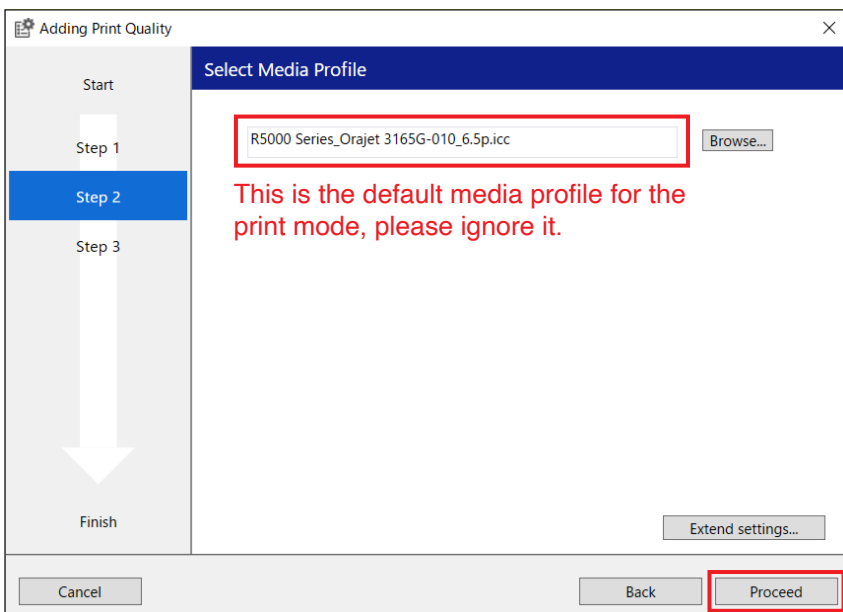 Adding Print Quality
Start
Step 1
Step 2
Step 3
Finish
Select Media Profile
R5000 Series_Orajet 3165G-010_6.5p.icc
Browse...
This is the default media profile for the
print mode, please ignore it.
Extend settings...
Cancel
Back
Proceed